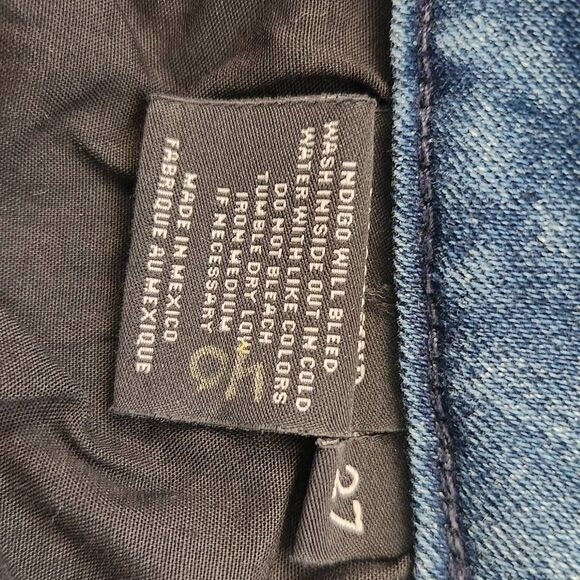 INDIGO WILL BLEED
WASH INISIDE OUT IN COLD
WATER WITH LIKE COLORS
DO NOT BLEACH
TUMBLE DRY LOW
IRON MEDIUM
IF NECESSARY
MADE IN MEXICO
FABRIQUE AU MEXIQUE
27